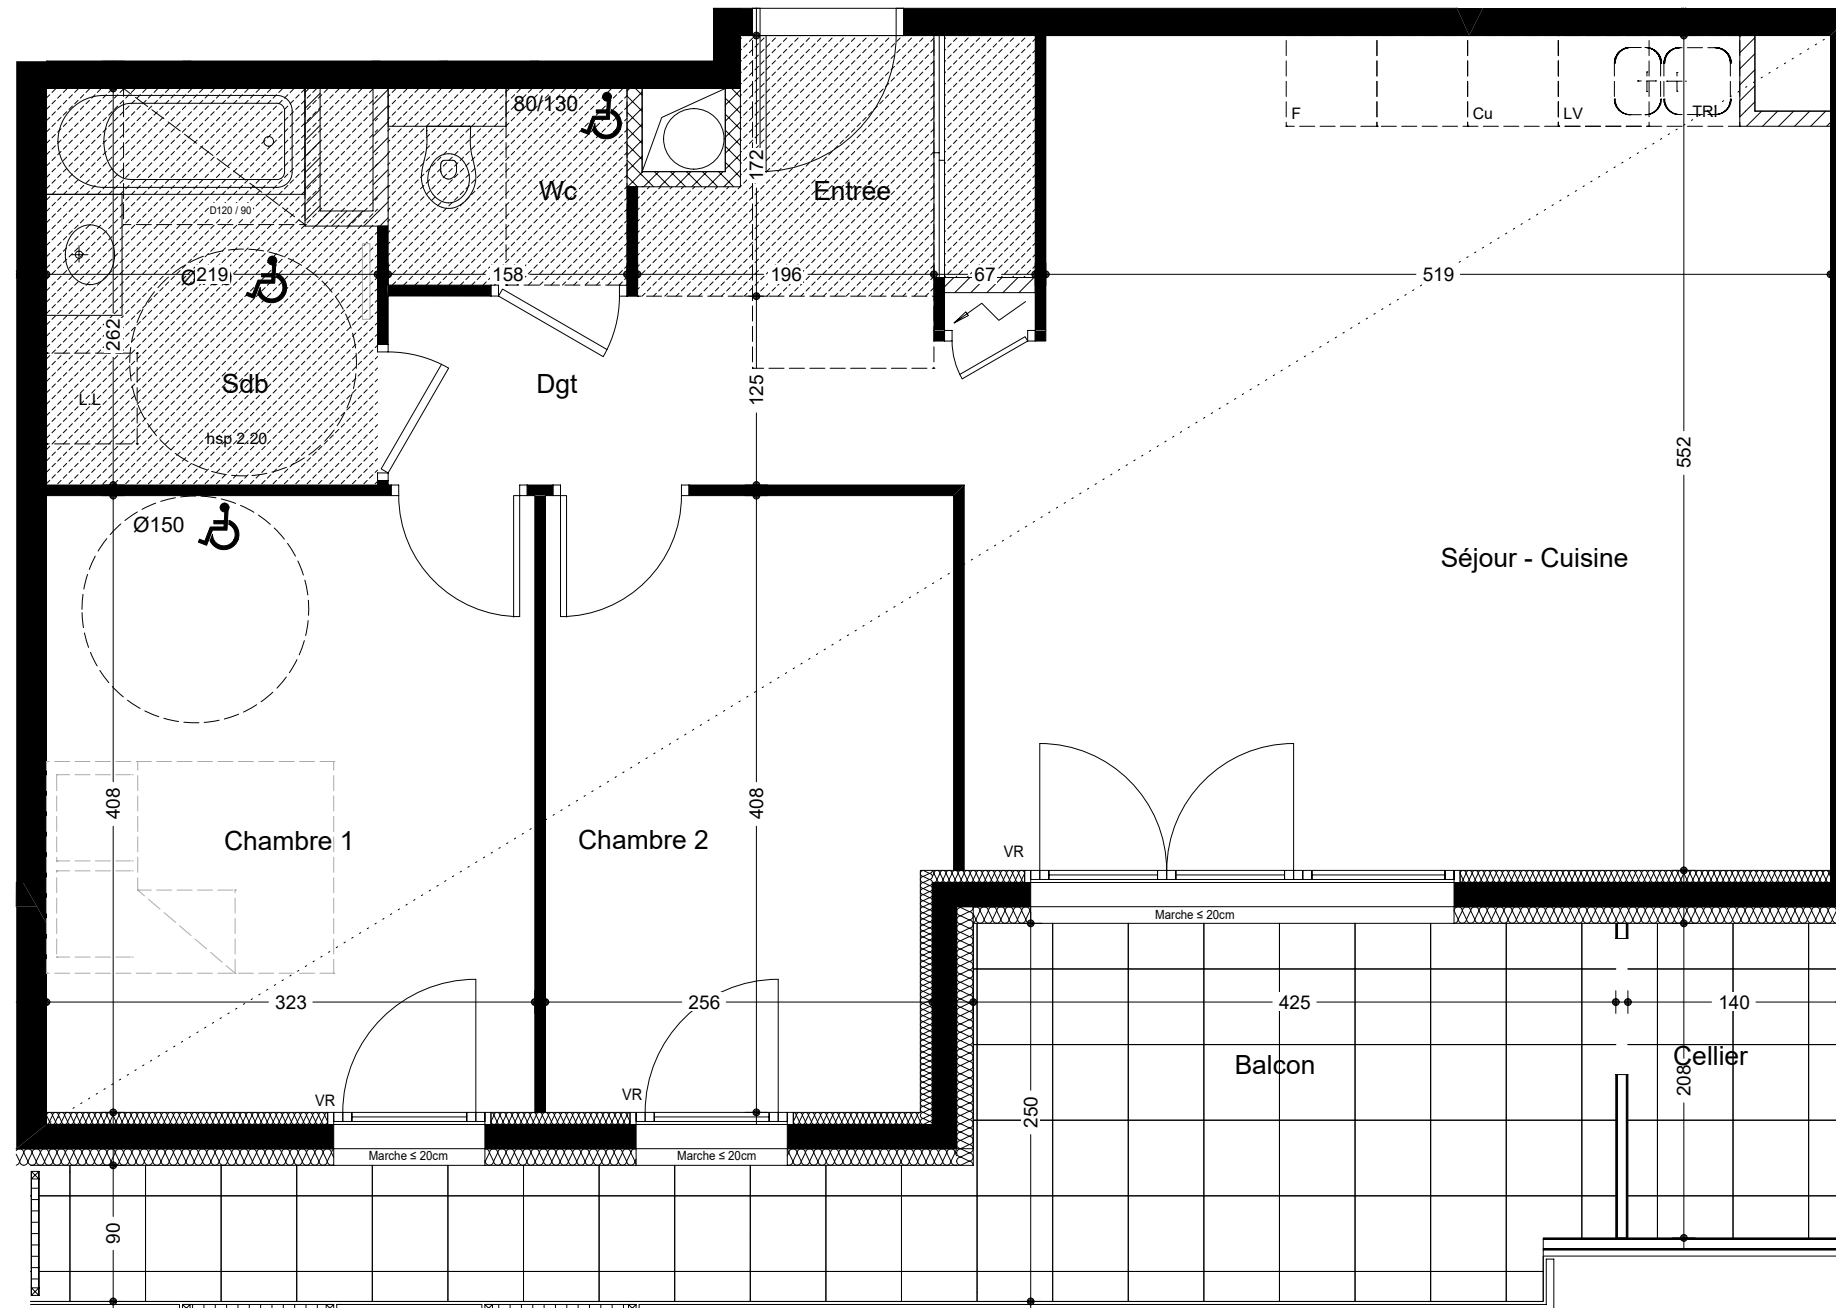 80/130
F
Cu
LV
TRI
172
Wc
Entrée
D120 / 90
Ø219
158
196
67
519
262
Sdb
Dgt
125
L.L
hsp 2.20
552
Ø150
Séjour - Cuisine
408
408
Chambre 1
Chambre 2
VR
Marche ≤ 20cm
323
256
425
140
Balcon
Cellier
208
VR
VR
250
Marche ≤ 20cm
Marche ≤ 20cm
90